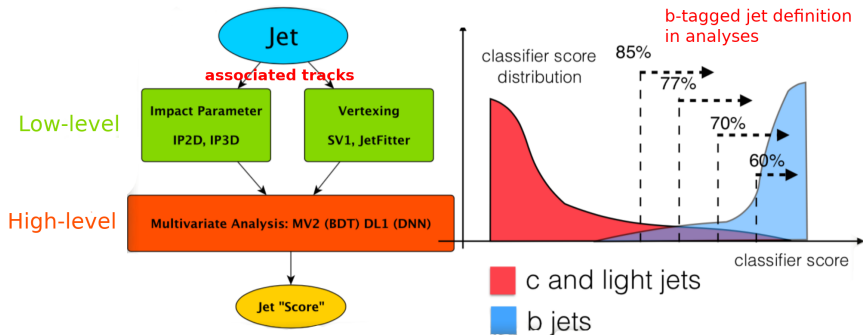 Jet
associated tracks
Low-level
Impact Parameter
IP2D, IP3D
Vertexing
SV1, JetFitter
High-level
Multivariate Analysis: MV2 (BDT) DL1 (DNN)
Jet "Score"
b-tagged jet definition
in analyses
classifier score
distribution
85%
77%
70%
60%
classifier score
c and light jets
b jets